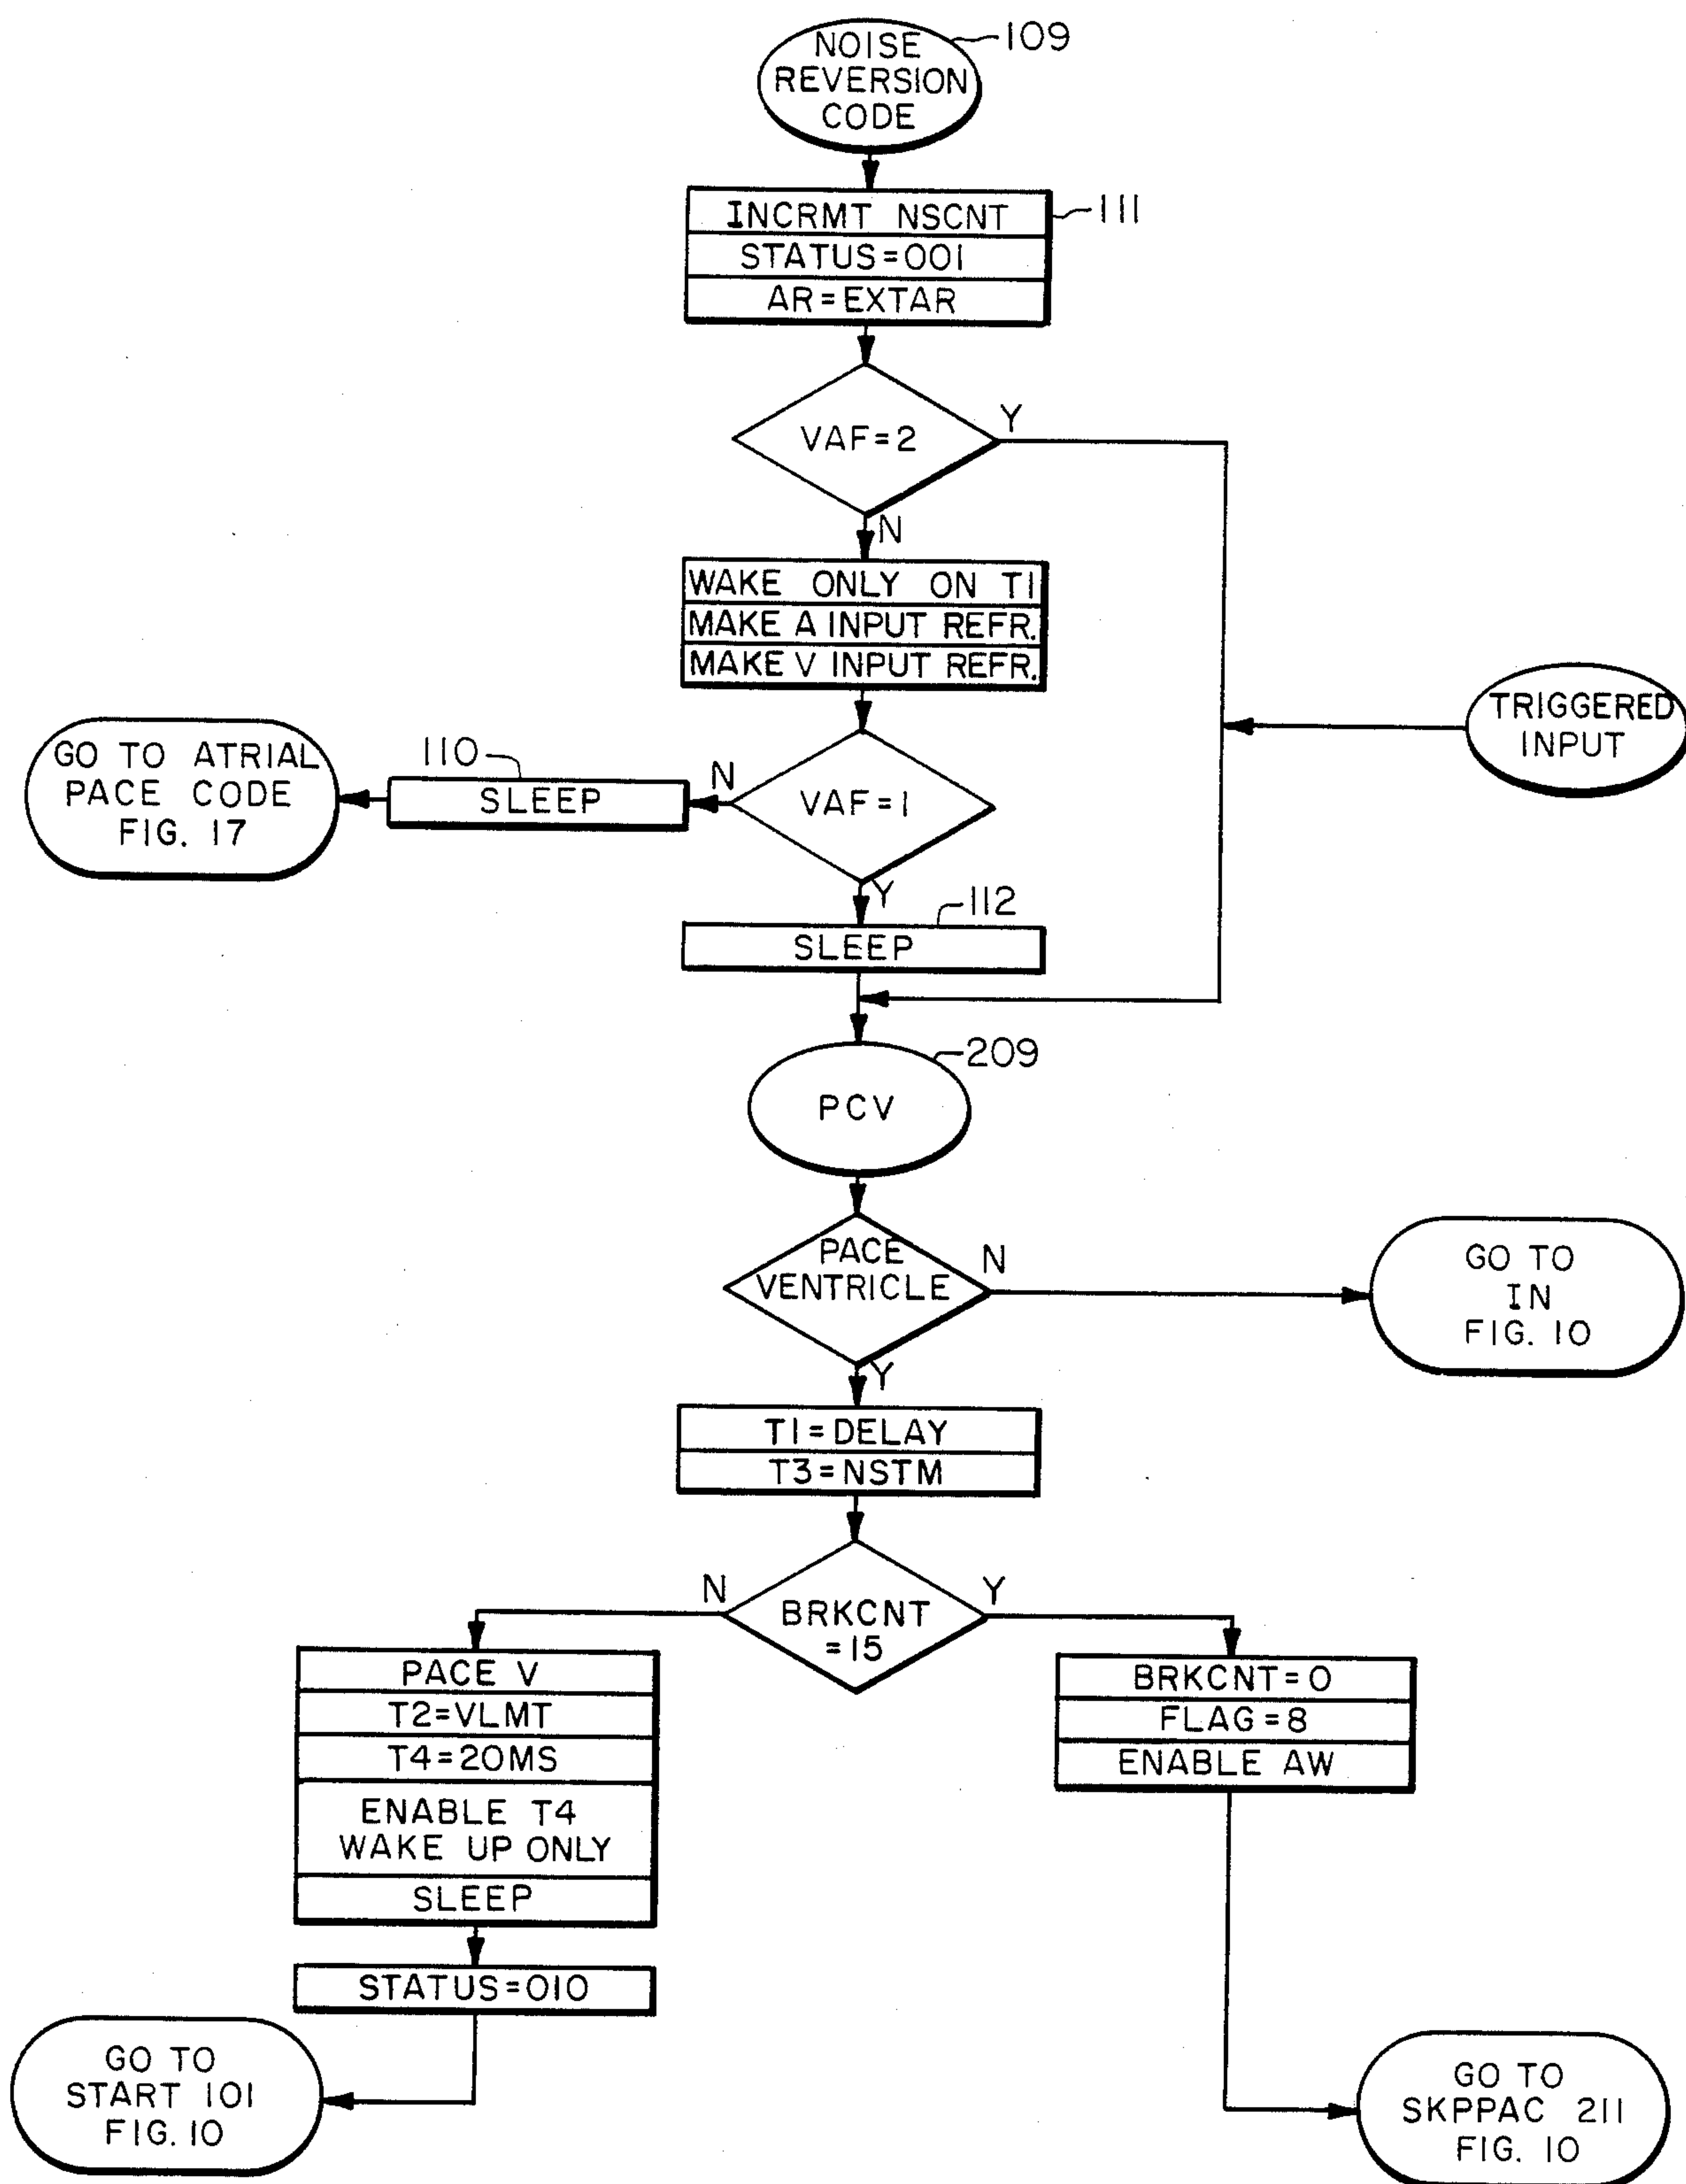 NOISE
REVERSION
CODE
109
INCRMT NSCNT
111
STATUS=001
AR=EXTAR
VAF=2
Y
N
WAKE ONLY ON T1
MAKE A INPUT REFR.
MAKE V INPUT REFR.
TRIGGERED
INPUT
GO TO ATRIAL
PACE CODE
FIG. 17
110
SLEEP
N
VAF=1
Y
112
SLEEP
209
PCV
PACE
VENTRICLE
N
GO TO
IN
FIG. 10
Y
T1=DELAY
T3=NSTM
N
BRKCNT
=15
Y
PACE V
T2=VLMT
T4=20MS
ENABLE T4
WAKE UP ONLY
SLEEP
STATUS=010
GO TO
START 101
FIG. 10
BRKCNT=0
FLAG=8
ENABLE AW
GO TO
SKPPAC 211
FIG. 10